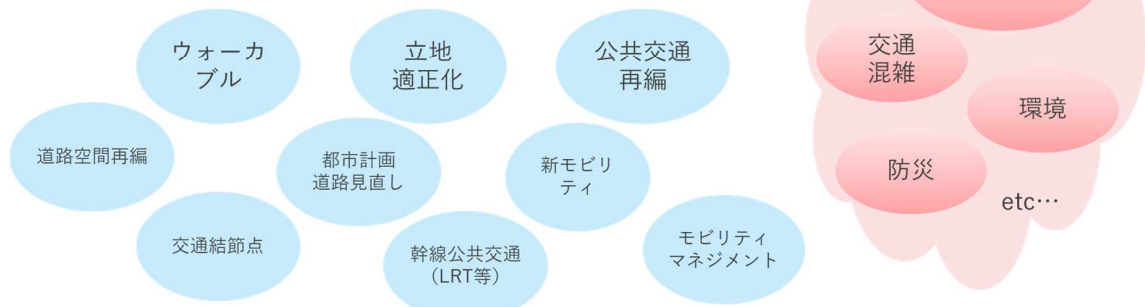 ウォーカ
ブル
立地
適正化
公共交通
再編
交通
混雑
環境
道路空間再編
都市計画
道路見直し
新モビリ
ティ
防災
etc…
交通結節点
幹線公共交通
（LRT等）
モビリティ
マネジメント